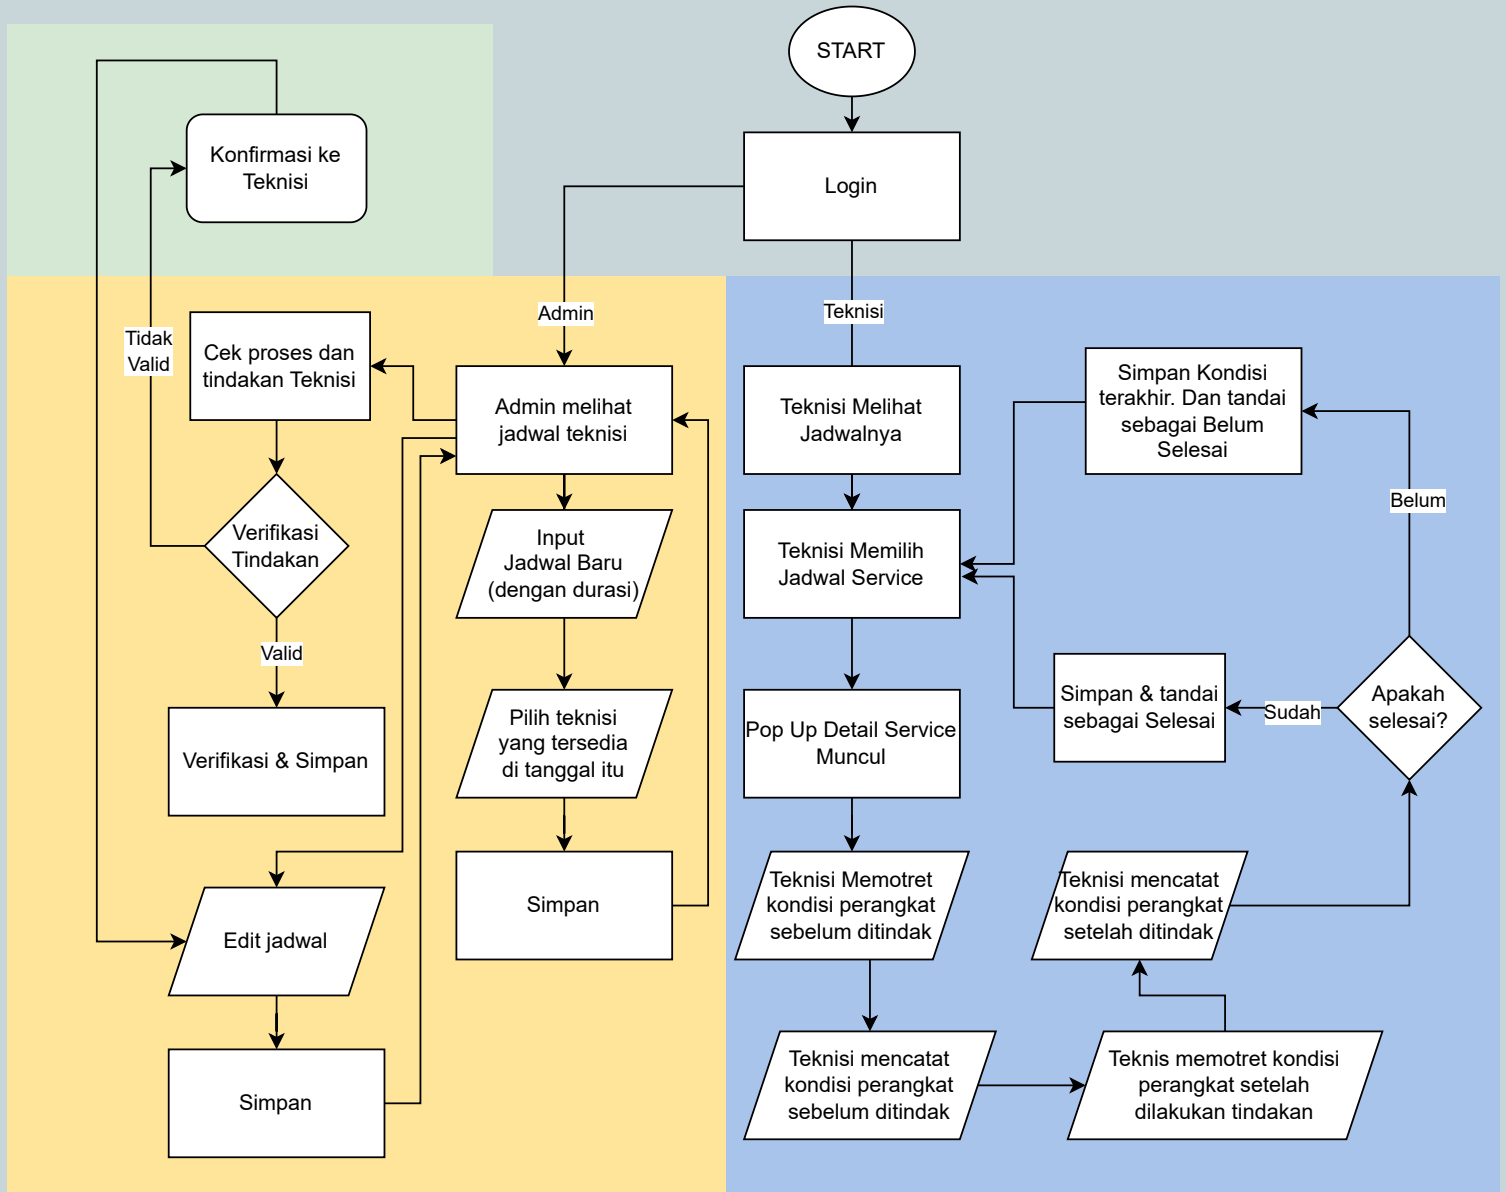 START
Login
Konfirmasi ke
Teknisi
Admin
Teknisi
Tidak
Valid
Cek proses dan
tindakan Teknisi
Admin melihat
jadwal teknisi
Verifikasi
Tindakan
Valid
Verifikasi & Simpan
Input
Jadwal Baru
(dengan durasi)
Pilih teknisi
yang tersedia
di tanggal itu
Simpan
Edit jadwal
Simpan
Teknisi Melihat
Jadwalnya
Teknisi Memilih
Jadwal Service
Pop Up Detail Service
Muncul
Teknisi Memotret
kondisi perangkat
sebelum ditindak
Teknisi mencatat
kondisi perangkat
sebelum ditindak
Teknis memotret kondisi
perangkat setelah
dilakukan tindakan
Teknisi mencatat
kondisi perangkat
setelah ditindak
Apakah
selesai?
Sudah
Simpan & tandai
sebagai Selesai
Belum
Simpan Kondisi
terakhir. Dan tandai
sebagai Belum
Selesai